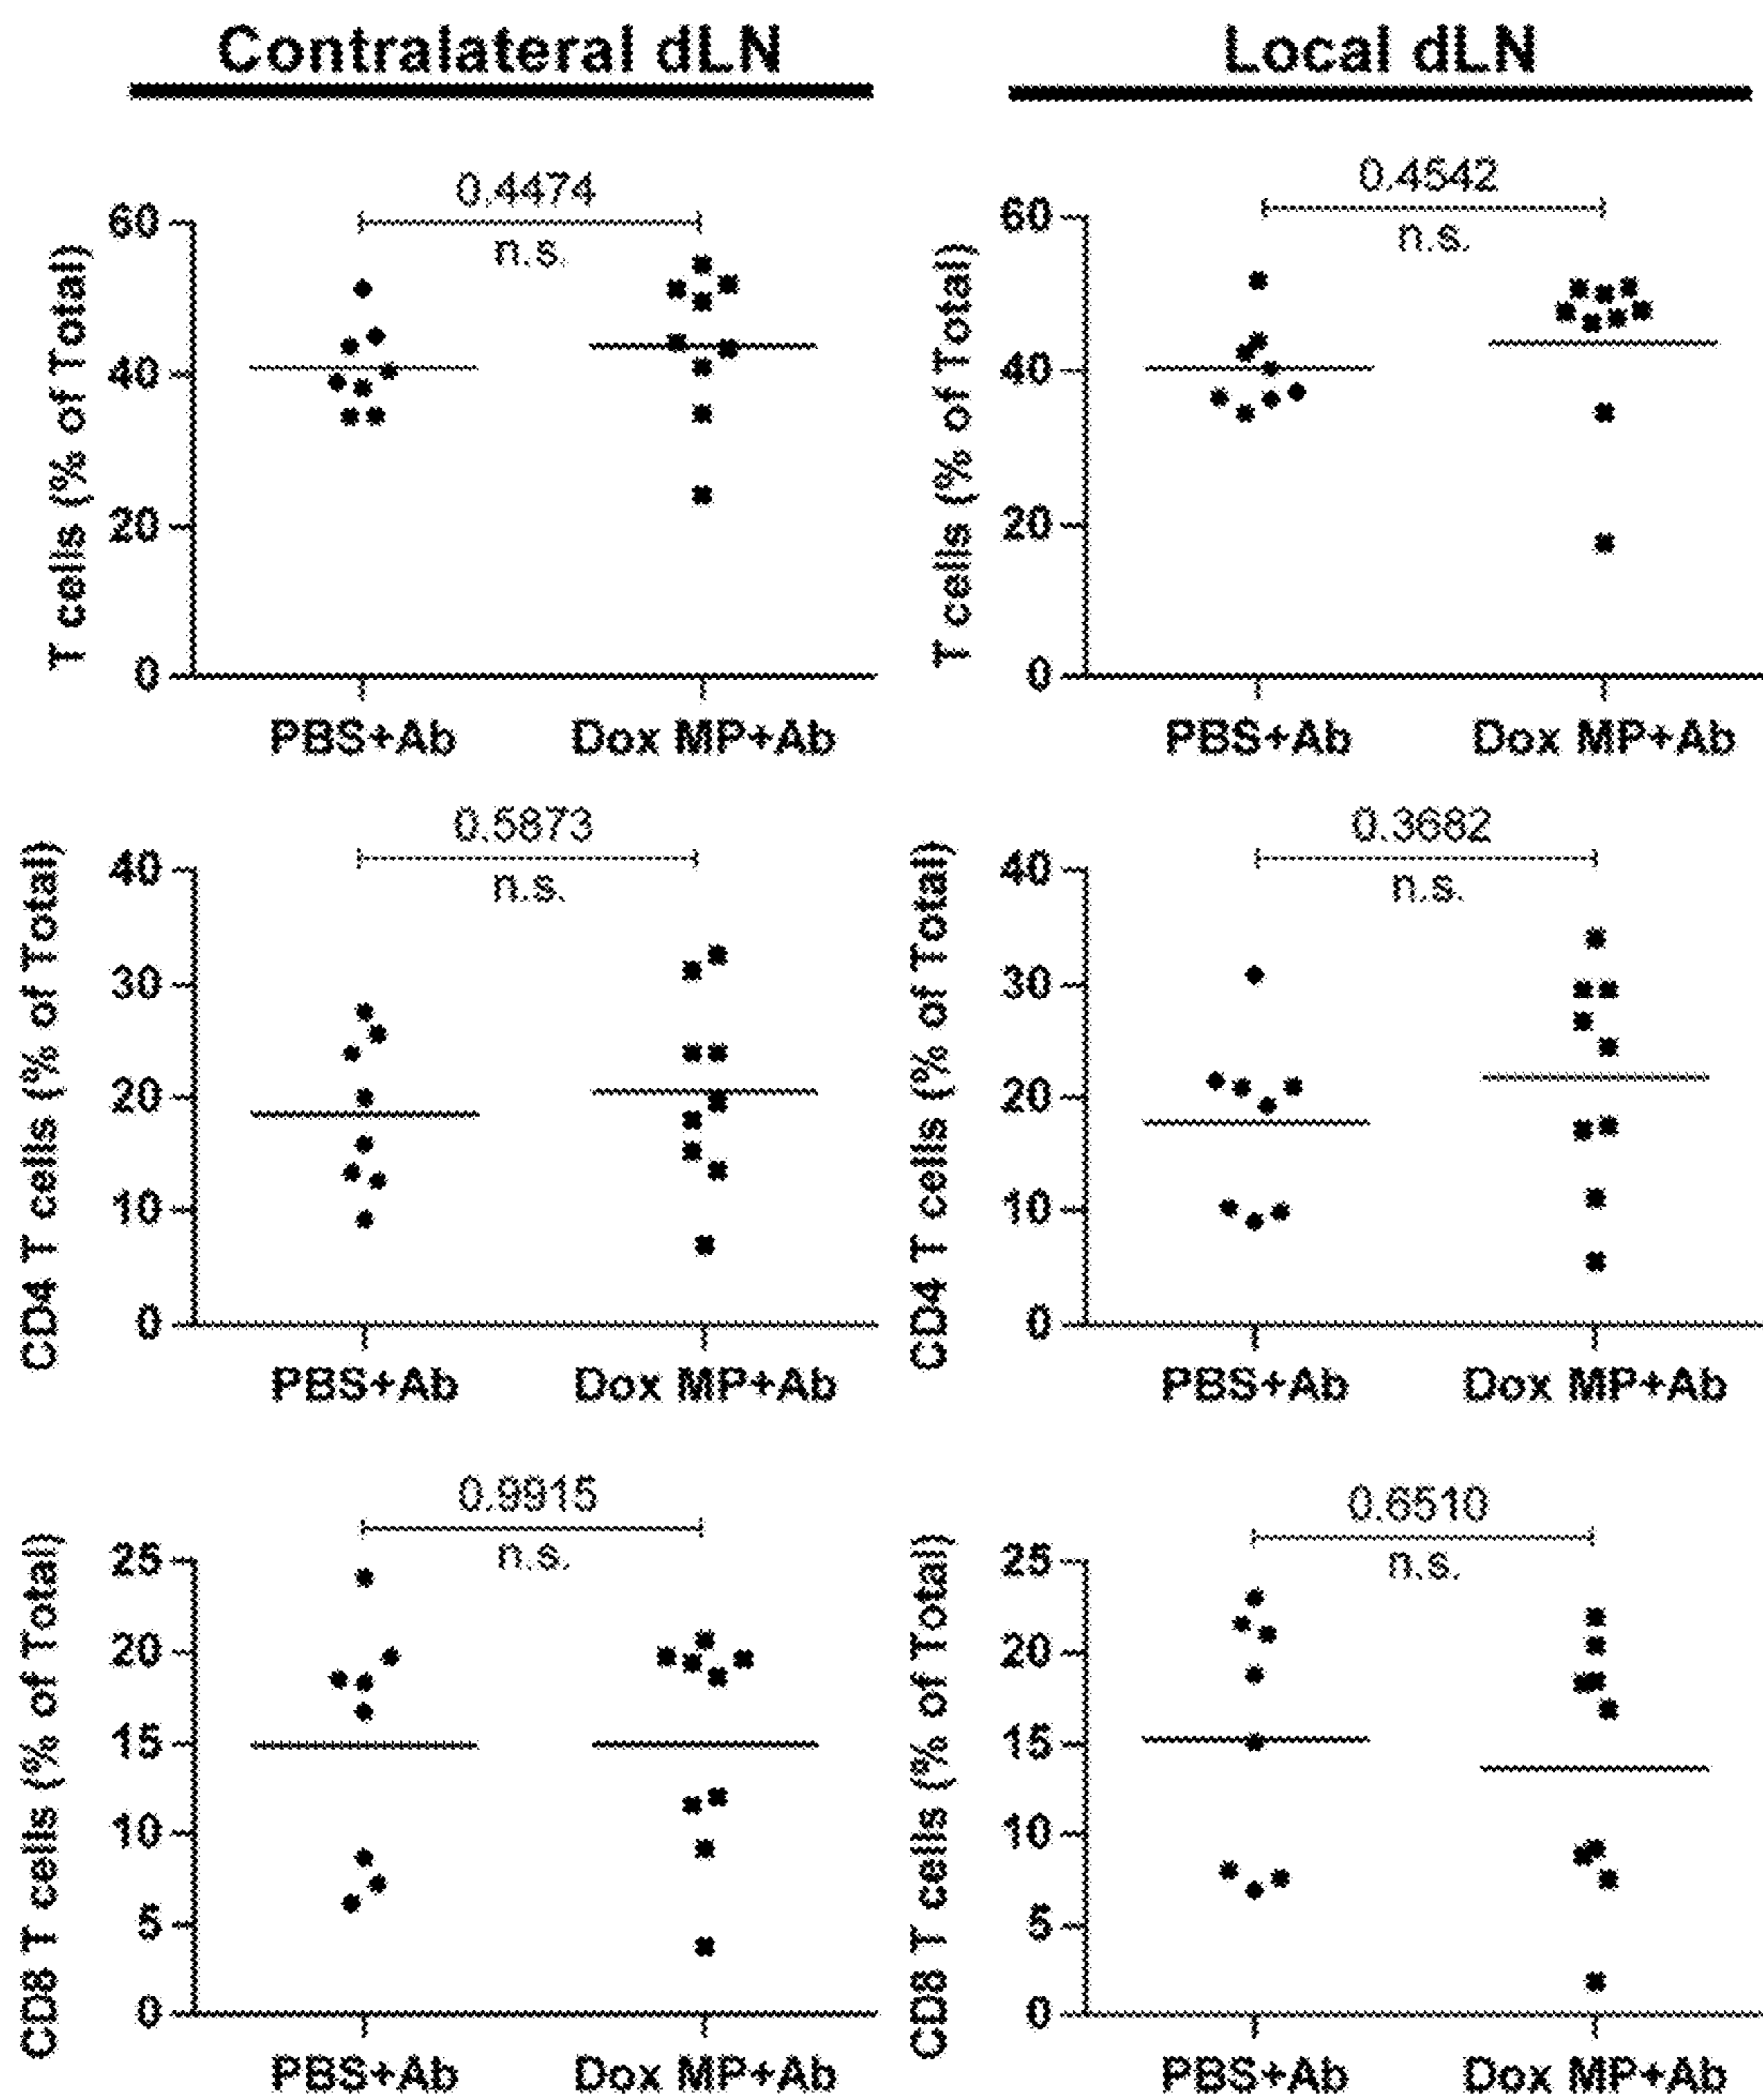 Contralateral dLN
Local dLN
0.4474
n.s.
T cells (% of Total)
60
40
20
0
PBS+Ab
Dox MP+Ab
0.4542
n.s.
T cells (% of Total)
60
40
20
0
PBS+Ab
Dox MP+Ab
0.5873
n.s.
CD4 T cells (% of Total)
40
30
20
10
0
PBS+Ab
Dox MP+Ab
0.3682
n.s.
CD4 T cells (% of Total)
40
30
20
10
0
PBS+Ab
Dox MP+Ab
0.9915
n.s.
CD8 T cells (% of Total)
25
20
15
10
5
0
PBS+Ab
Dox MP+Ab
0.6510
n.s.
CD8 T cells (% of Total)
25
20
15
10
5
0
PBS+Ab
Dox MP+Ab